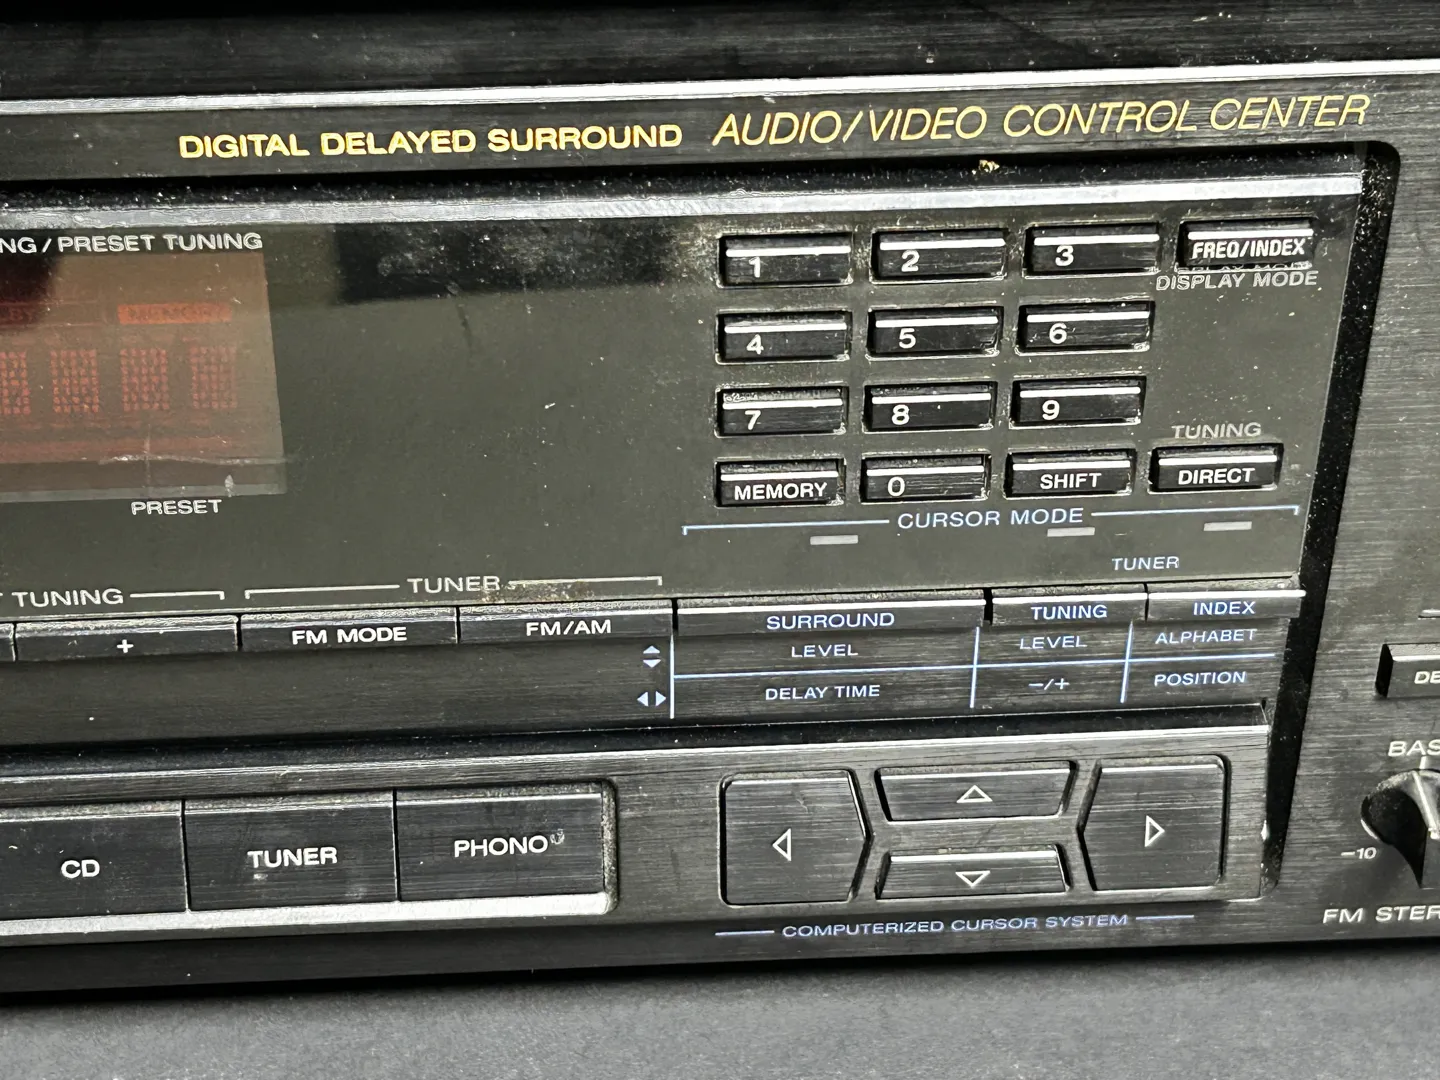 DIGITAL DELAYED SURROUND AUDIO/VIDEO CONTROL CENTER
NG / PRESET TUNING
1 2 3 FREQ/INDEX
DISPLAY MODE
4 5 6
7 8 9
TUNING
MEMORY 0 SHIFT DIRECT
PRESET
CURSOR MODE
TUNER
TUNING TUNER
+ FM MODE FM/AM SURROUND TUNING INDEX
LEVEL LEVEL ALPHABET
DELAY TIME -/+ POSITION
DE
BAS
CD TUNER PHONO
-10
FM STER
COMPUTERIZED CURSOR SYSTEM